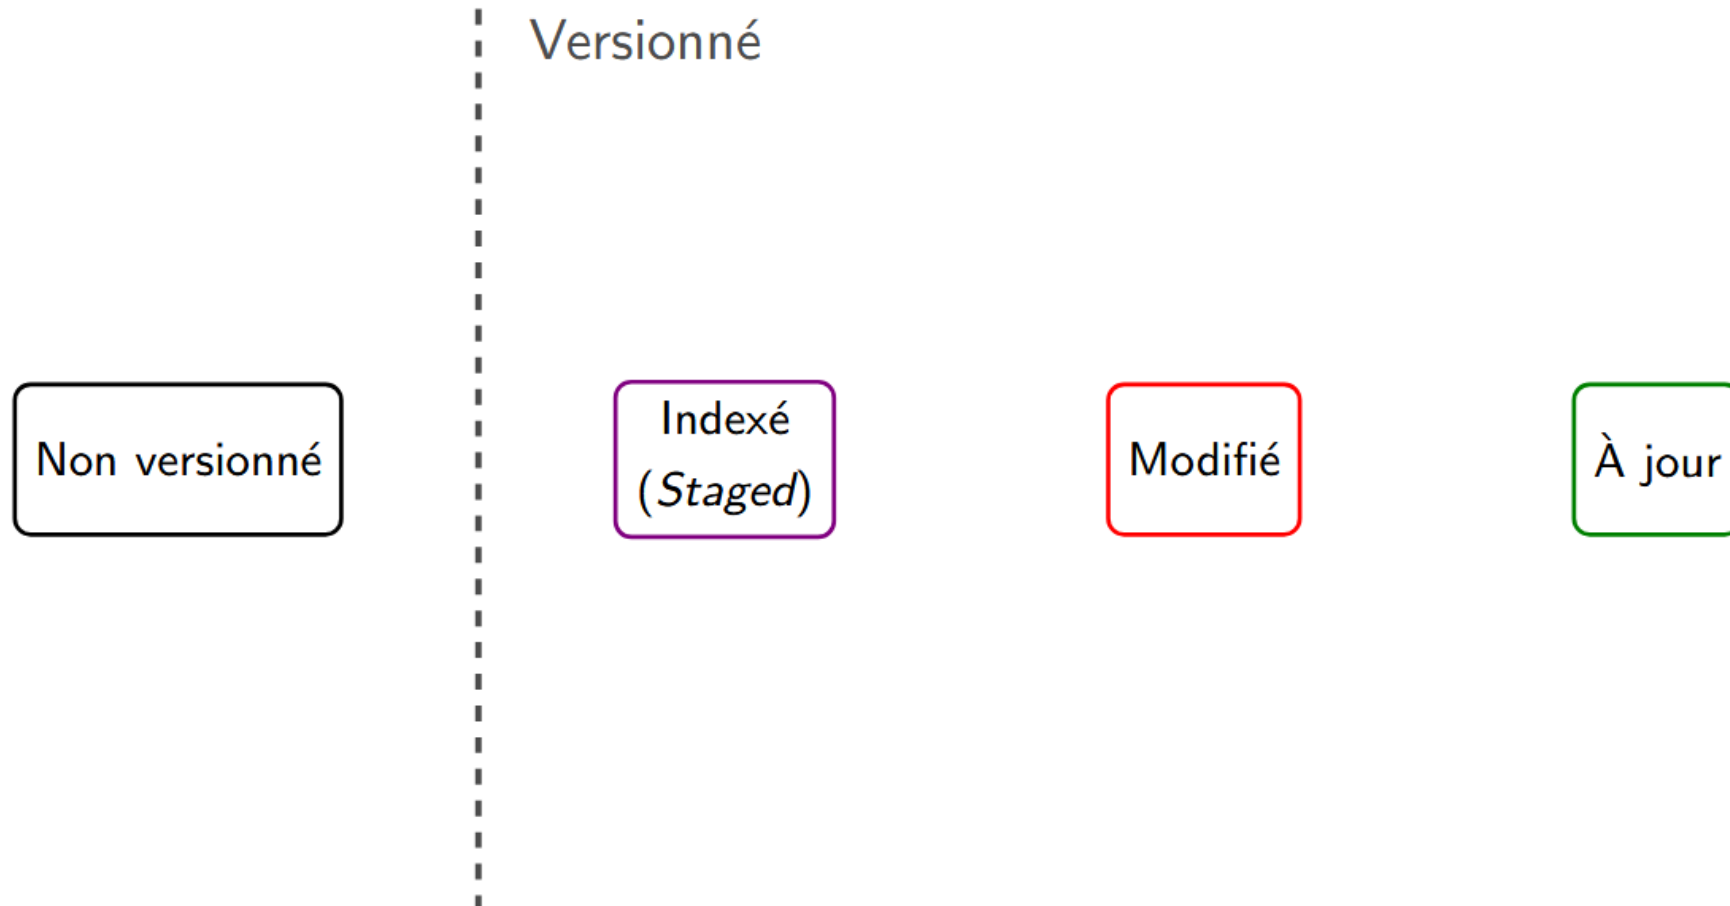 Versionné
Non versionné
Indexé
(Staged)
Modifié
À jour